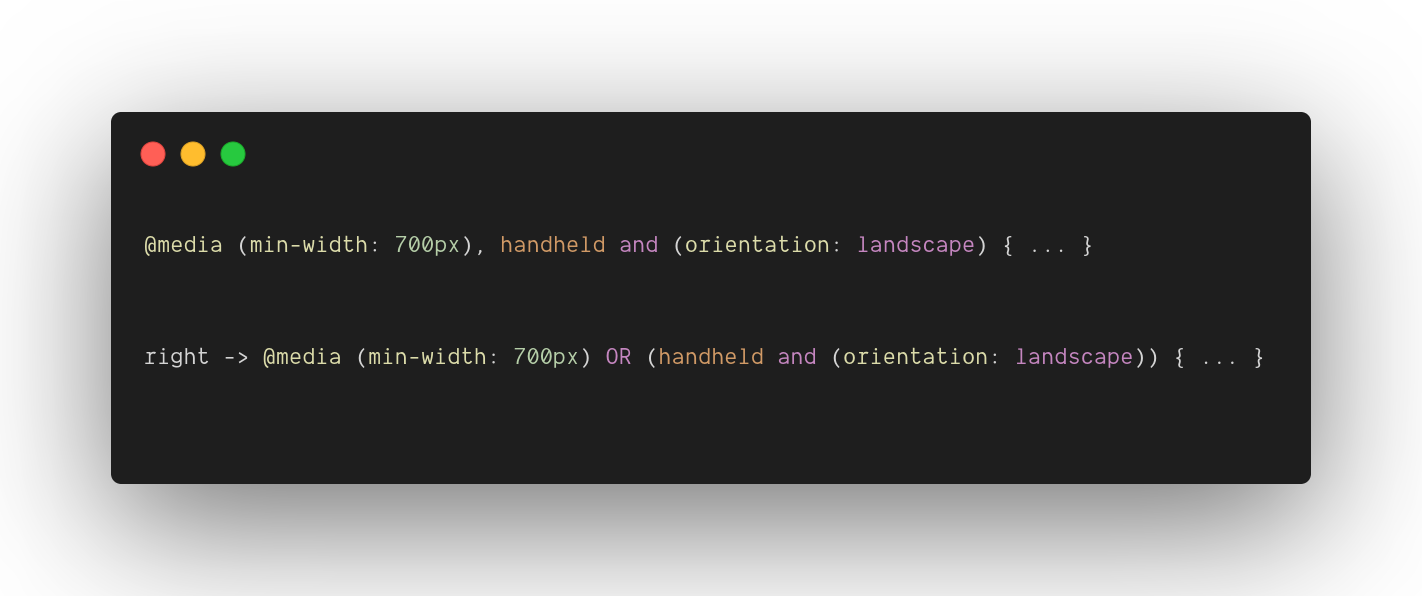 @media (min-width: 700px), handheld and (orientation: landscape) { ... }
right -> @media (min-width: 700px) OR (handheld and (orientation: landscape)) { ... }